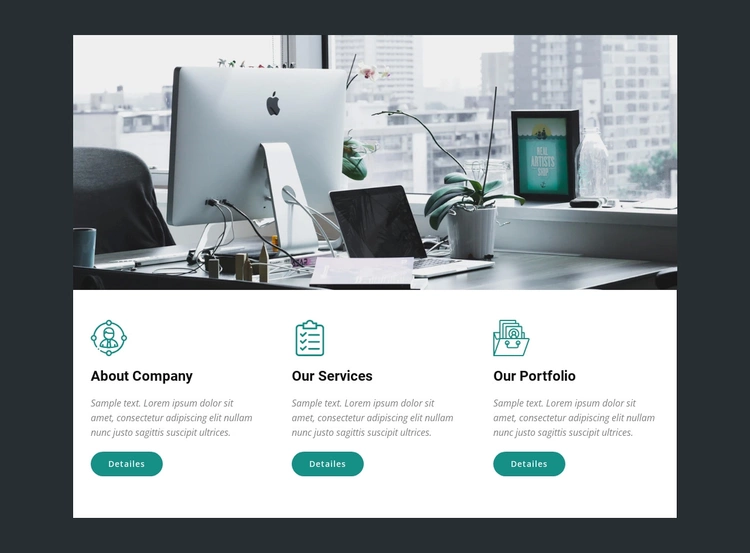 REAL
ARTISTS
SHIP
About Company
Sample text. Lorem ipsum dolor sit
amet, consectetur adipiscing elit nullam
nunc justo sagittis suscipit ultrices.
Detailes
Our Services
Sample text. Lorem ipsum dolor sit
amet, consectetur adipiscing elit nullam
nunc justo sagittis suscipit ultrices.
Detailes
Our Portfolio
Sample text. Lorem ipsum dolor sit
amet, consectetur adipiscing elit nullam
nunc justo sagittis suscipit ultrices.
Detailes